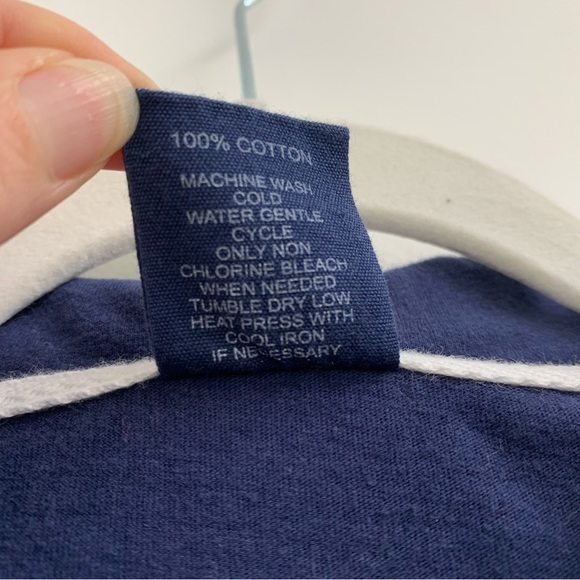 100% COTTON
MACHINE WASH
COLD
WATER GENTLE
CYCLE
ONLY NON
CHLORINE BLEACH
WHEN NEEDED
TUMBLE DRY LOW
HEAT PRESS WITH
COOL IRON
IF NECESSARY